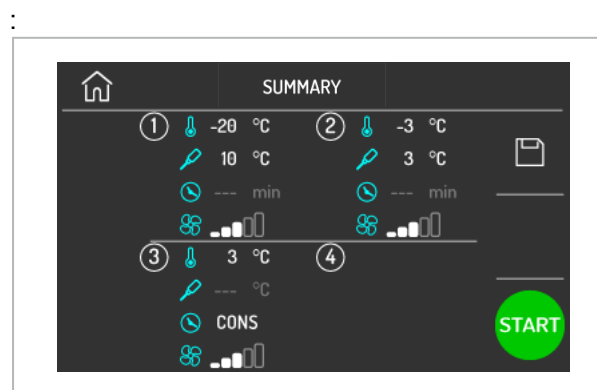 :
SUMMARY
1 -20 °C
10 °C
--- min
2 -3 °C
3 °C
--- min
3 3 °C
--- °C
CONS
4
START